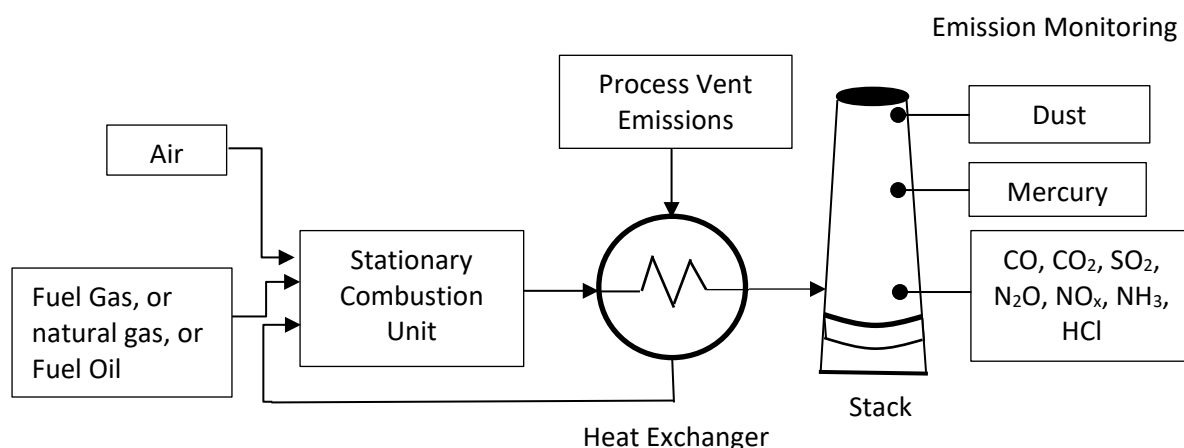 Emission Monitoring
Process Vent
Emissions
Dust
Air
Mercury
Stationary
Combustion
Unit
Fuel Gas, or
natural gas, or
Fuel Oil
CO, CO₂, SO₂,
N₂O, NOₓ, NH₃,
HCl
Stack
Heat Exchanger